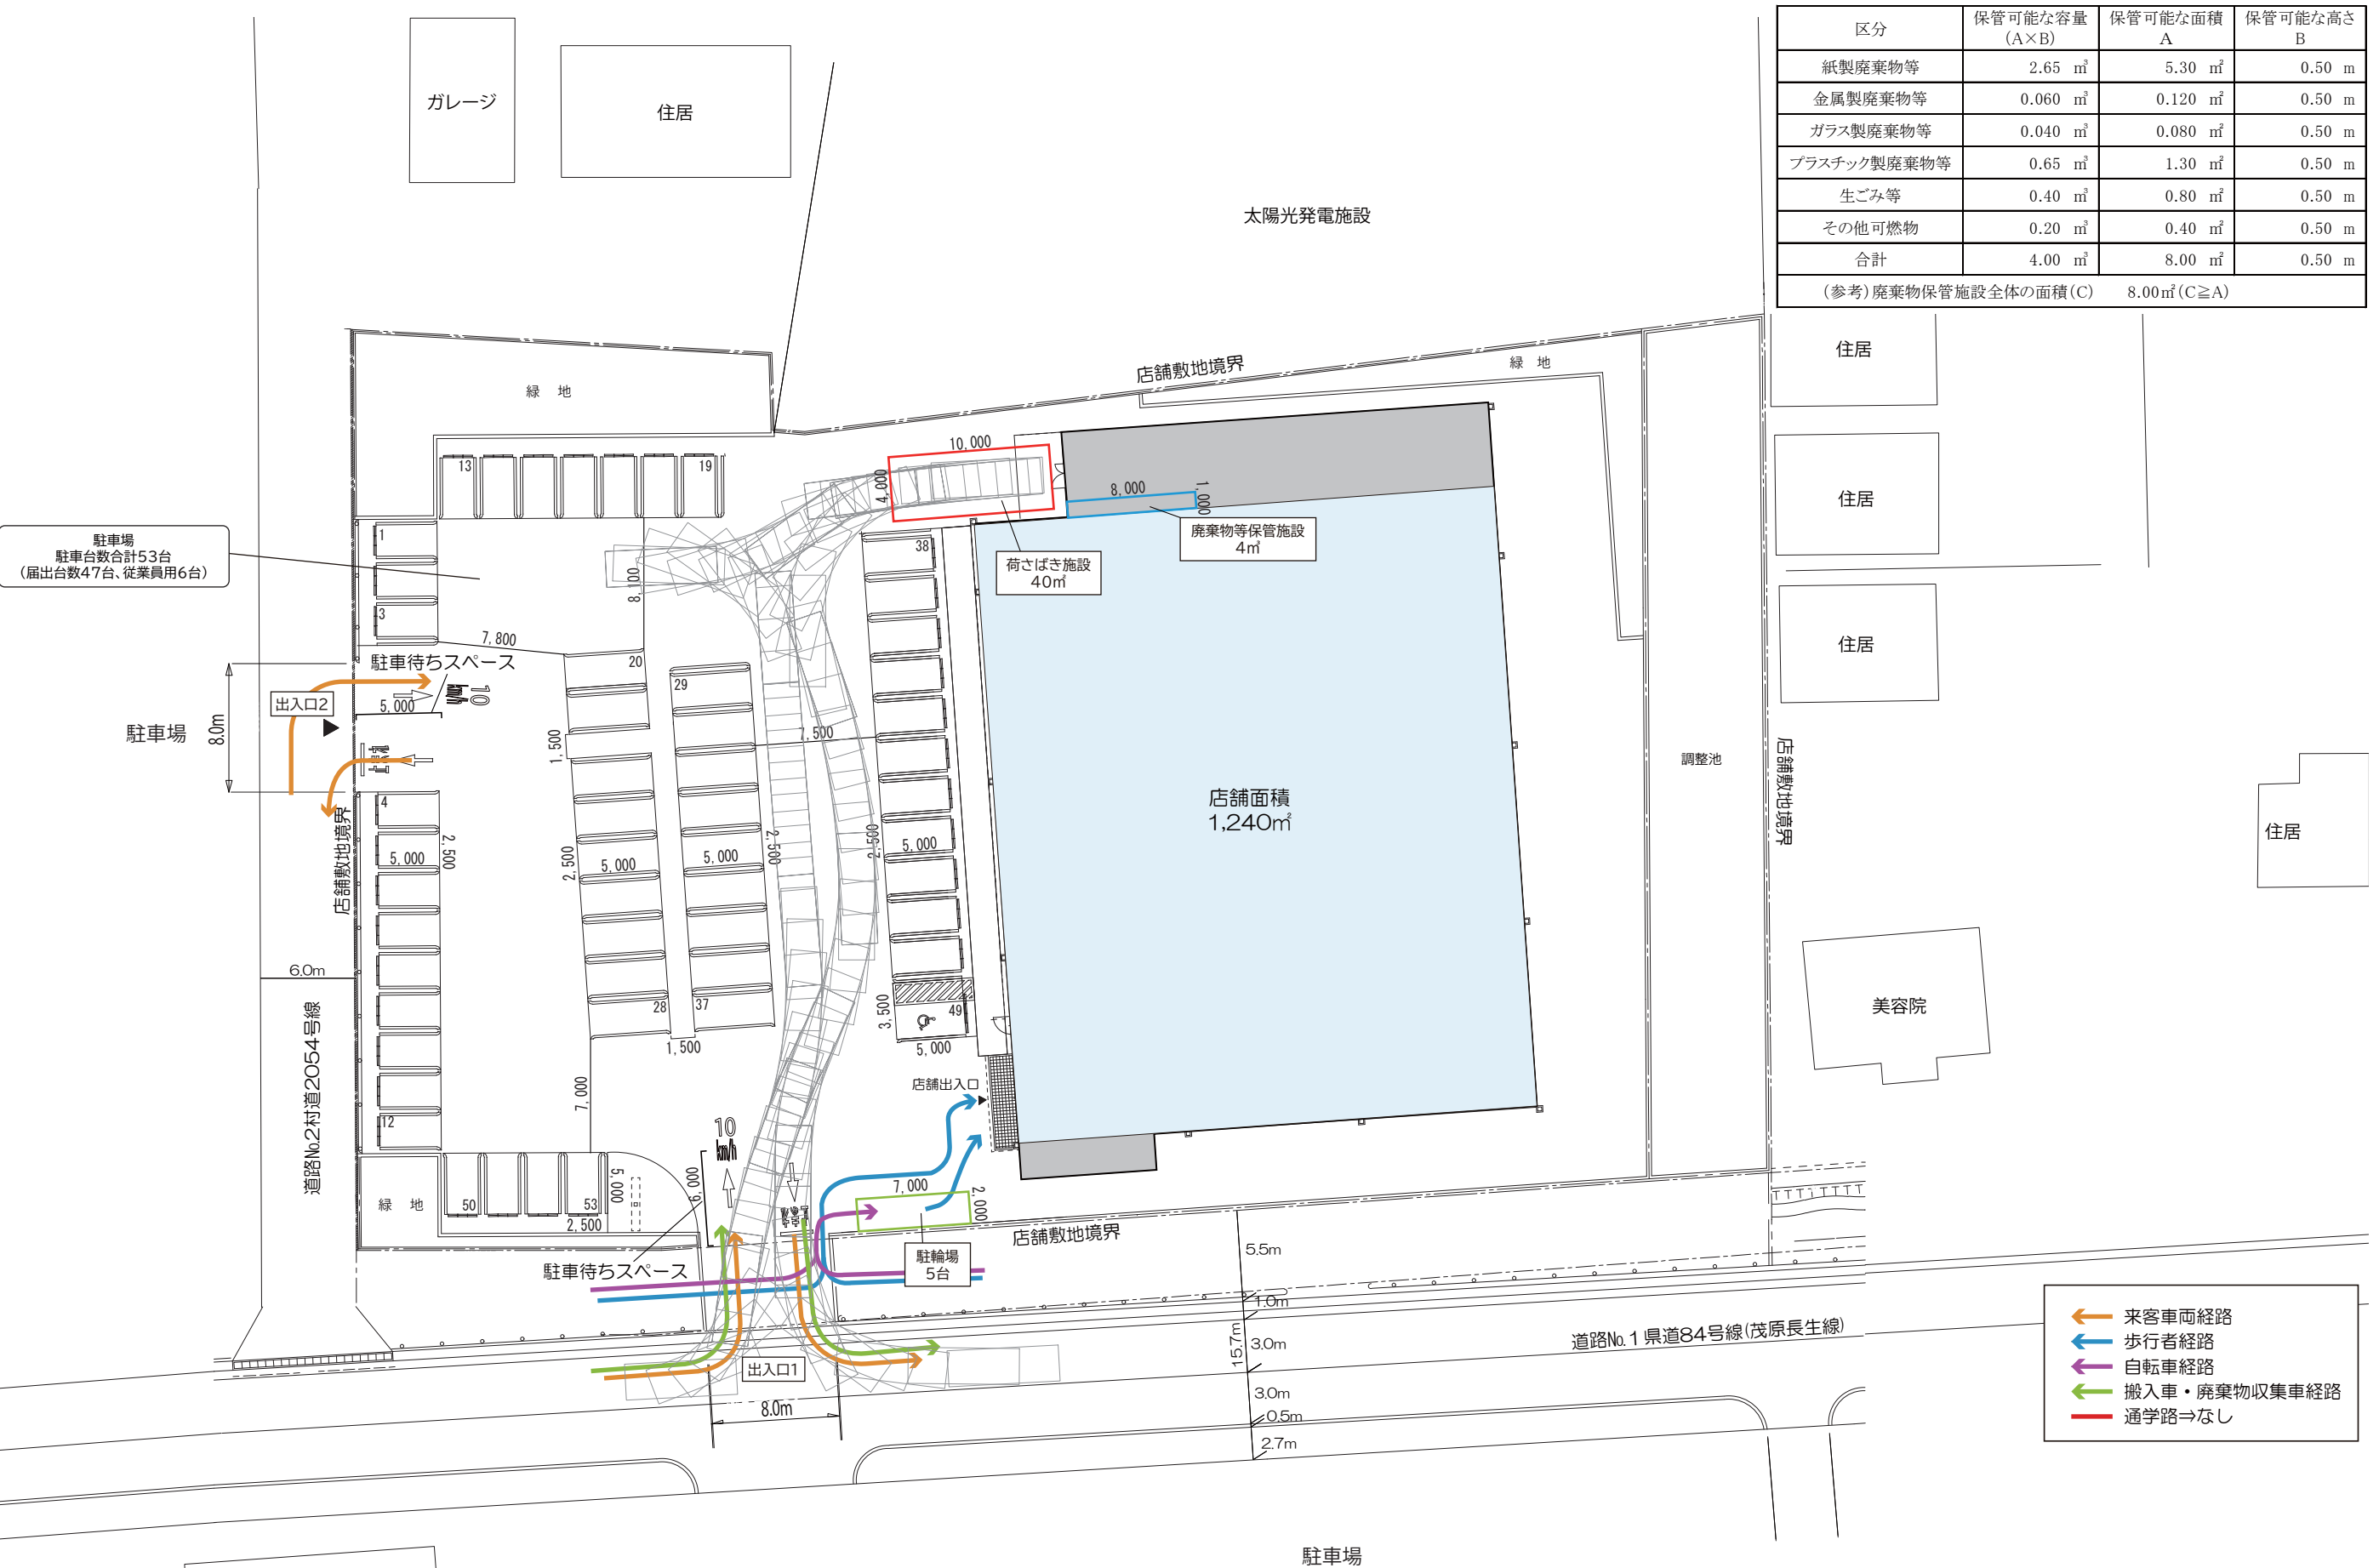 区分 保管可能な容量 (A×B) 保管可能な面積 A 保管可能な高さ B
紙製廃棄物等 2.65 ㎥ 5.30 ㎡ 0.50 m
金属製廃棄物等 0.060 ㎥ 0.120 ㎡ 0.50 m
ガラス製廃棄物等 0.040 ㎥ 0.080 ㎡ 0.50 m
プラスチック製廃棄物等 0.65 ㎥ 1.30 ㎡ 0.50 m
生ごみ等 0.40 ㎥ 0.80 ㎡ 0.50 m
その他可燃物 0.20 ㎥ 0.40 ㎡ 0.50 m
合計 4.00 ㎥ 8.00 ㎡ 0.50 m
(参考)廃棄物保管施設全体の面積(C) 8.00㎡(C≧A)
ガレージ
住居
太陽光発電施設
住居
住居
住居
住居
美容院
店舗敷地境界
緑 地
緑 地
10,000
4,000
8,000
1,000
廃棄物等保管施設
4㎡
荷さばき施設
40㎡
13
19
38
1
3
駐車場
駐車台数合計53台
(届出台数47台、従業員用6台)
8,100
7,800
駐車待ちスペース
20
29
10
km/h
出入口2
5,000
駐車場
8.0m
1,500
7,500
店舗面積
1,240㎡
調整池
店舗敷地境界
店舗敷地境界
4
5,000
2,500
2,500
5,000
5,000
2,500
2,500
5,000
6.0m
道路№2村道2054号線
28
37
1,500
3,500
49
5,000
店舗出入口
7,000
12
10
km/h
6,000
緑 地
50
53
5,000
2,500
駐車待ちスペース
7,000
2,000
駐輪場
5台
店舗敷地境界
出入口1
8.0m
5.5m
1.0m
15.7m
3.0m
3.0m
0.5m
2.7m
道路№1県道84号線(茂原長生線)
来客車両経路
歩行者経路
自転車経路
搬入車・廃棄物収集車経路
通学路⇒なし
駐車場